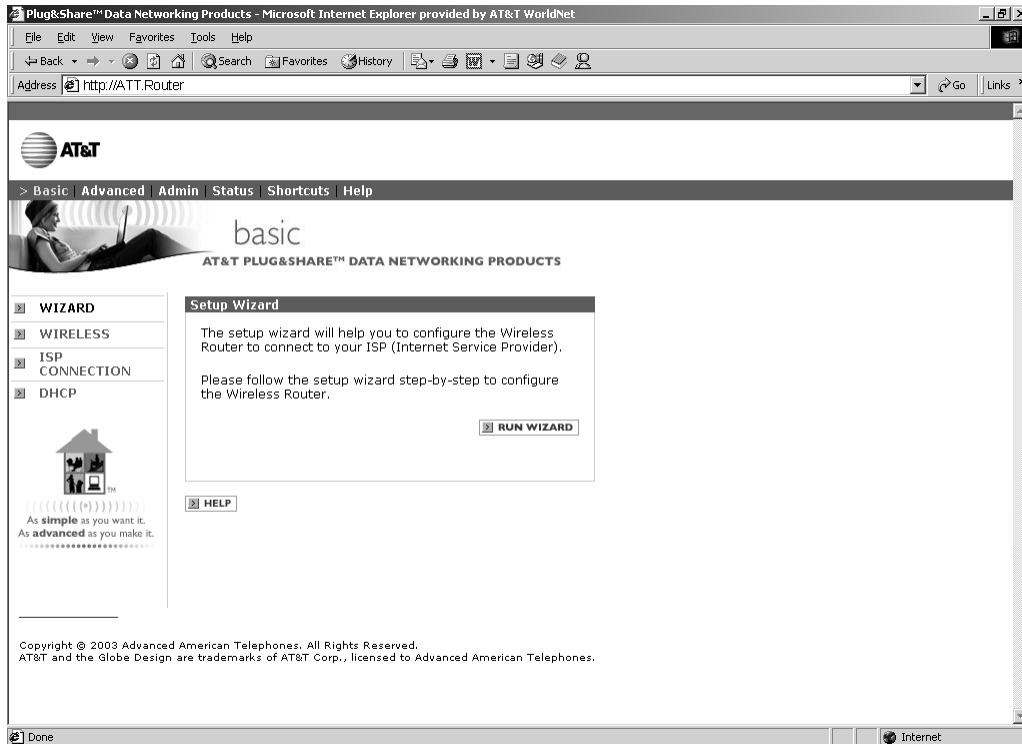 Plug&Share™ Data Networking Products - Microsoft Internet Explorer provided by AT&T WorldNet
File Edit View Favorites Tools Help
Back Search Favorites History
Address http://ATT.Router Go Links
AT&T
> Basic | Advanced | Admin | Status | Shortcuts | Help
basic
AT&T PLUG&SHARE™ DATA NETWORKING PRODUCTS
WIZARD
WIRELESS
ISP
CONNECTION
DHCP
TM
As simple as you want it.
As advanced as you make it.
Setup Wizard
The setup wizard will help you to configure the Wireless
Router to connect to your ISP (Internet Service Provider).
Please follow the setup wizard step-by-step to configure
the Wireless Router.
RUN WIZARD
HELP
Copyright © 2003 Advanced American Telephones. All Rights Reserved.
AT&T and the Globe Design are trademarks of AT&T Corp., licensed to Advanced American Telephones.
Done Internet